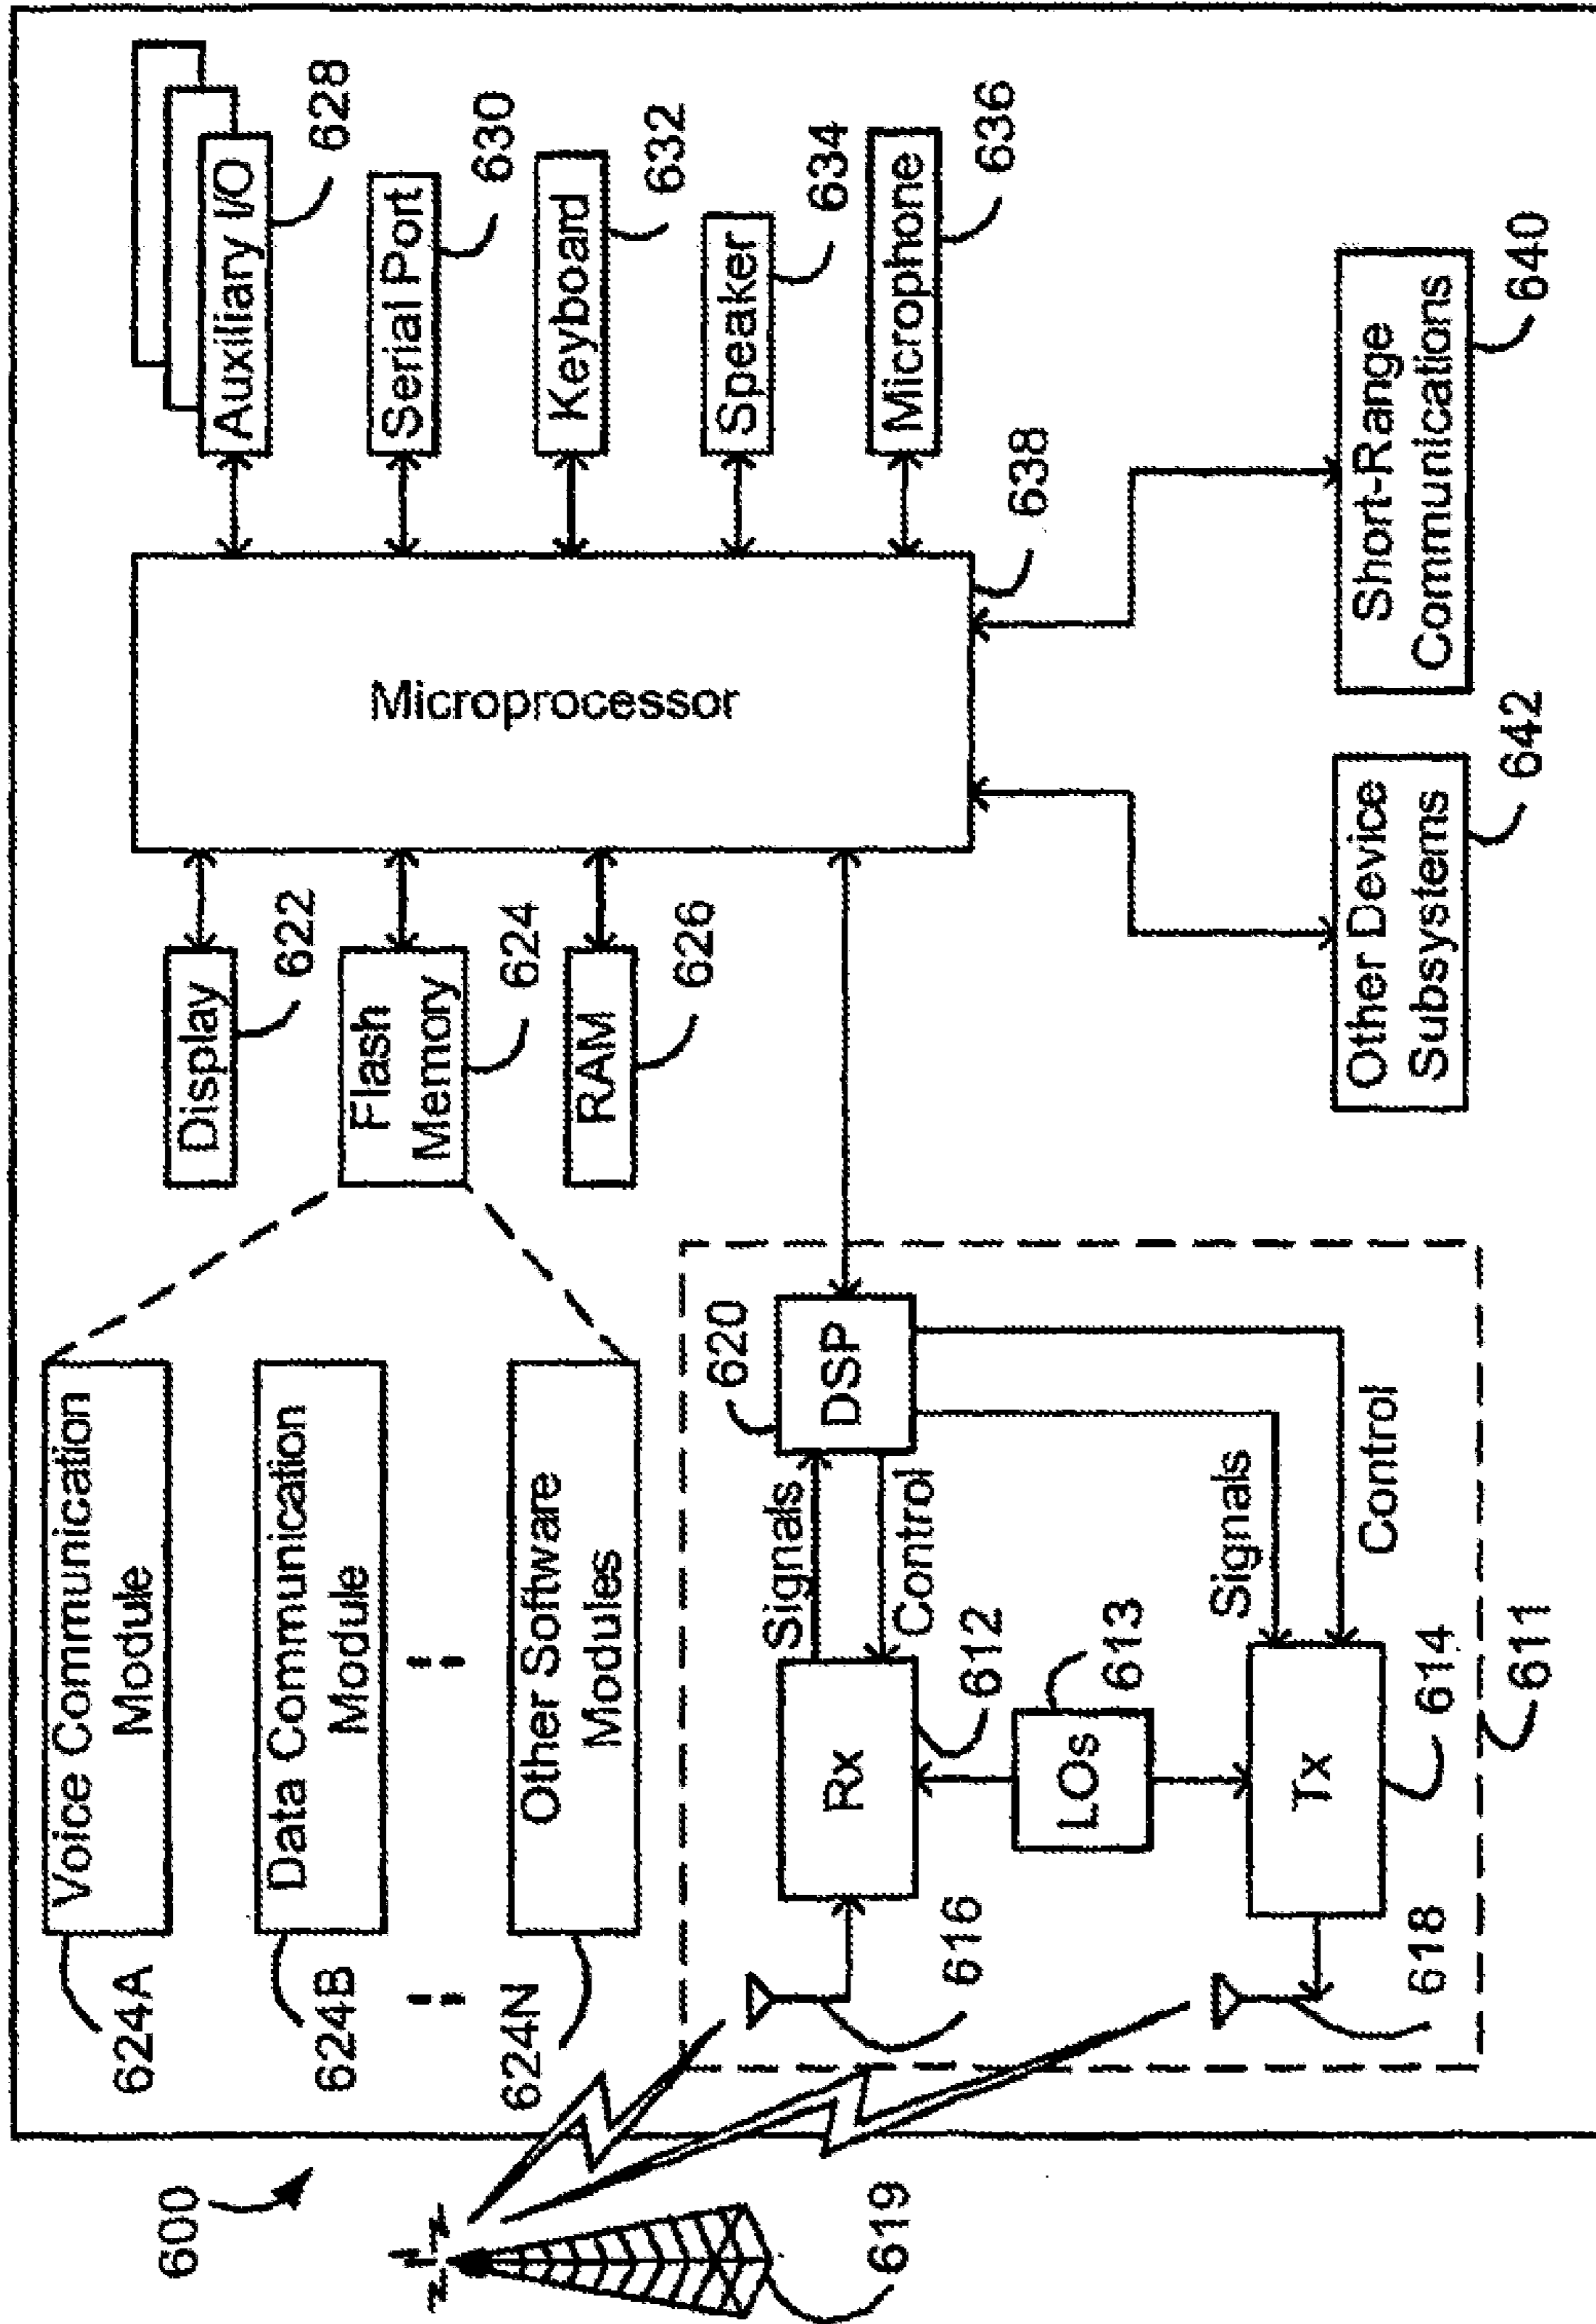 600
619
624A
Voice Communication
Module
624B
Data Communication
Module
624N
Other Software
Modules
Display
622
Flash
Memory
624
RAM
626
Microprocessor
638
Auxiliary I/O
628
Serial Port
630
Keyboard
632
Speaker
634
Microphone
636
Short-Range
Communications
640
Other Device
Subsystems
642
620
DSP
Signals
Control
Rx
612
616
LOs
613
Signals
Control
Tx
614
618
611